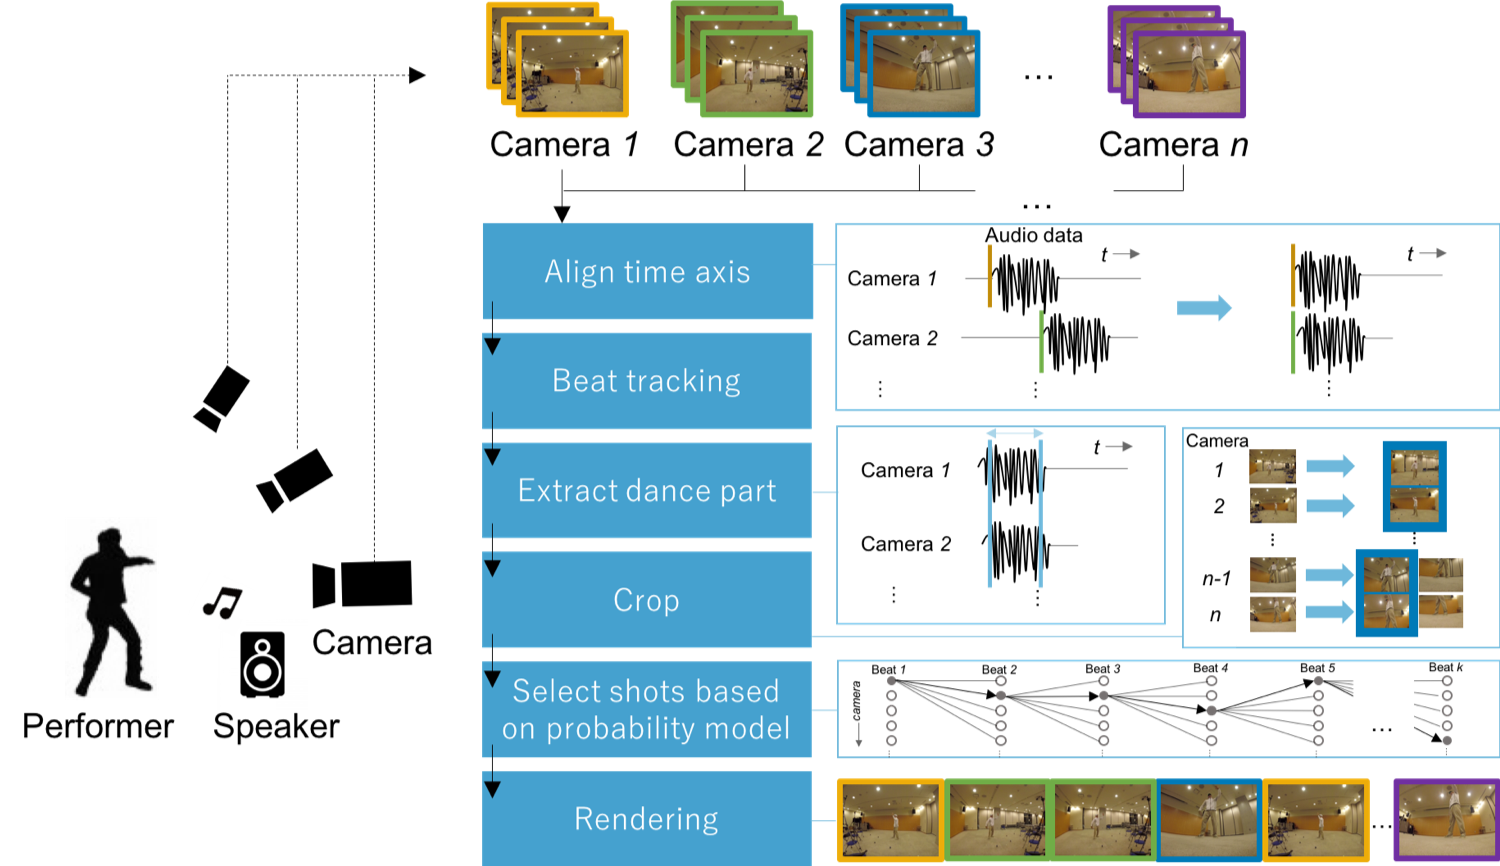 Camera 1
Camera 2
Camera 3
...
Camera n
...
Align time axis
Audio data
t
t
Camera 1
Camera 2
Beat tracking
Extract dance part
t
Camera 1
Camera 2
Camera
1
2
n-1
n
Crop
Camera
Performer
Speaker
Select shots based
on probability model
Beat 1
Beat 2
Beat 3
Beat 4
Beat 5
Beat k
camera
...
Rendering
...